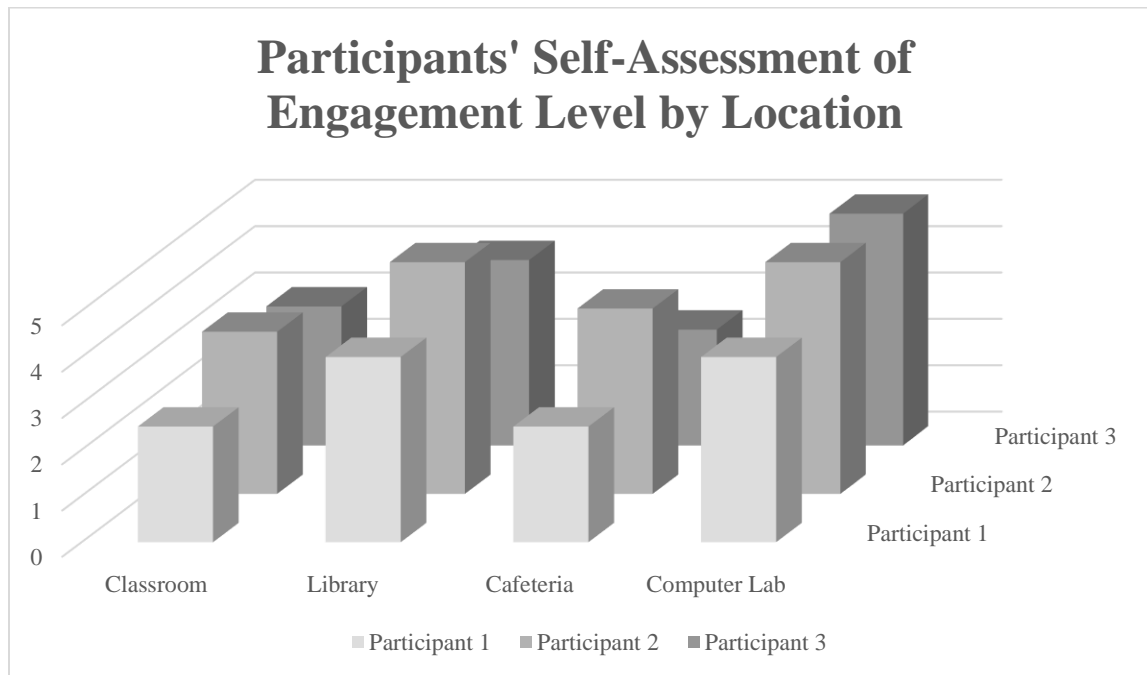 Participants' Self-Assessment of
Engagement Level by Location
5
4
3
2
1
0
Participant 3
Participant 2
Participant 1
Classroom
Library
Cafeteria
Computer Lab
Participant 1
Participant 2
Participant 3